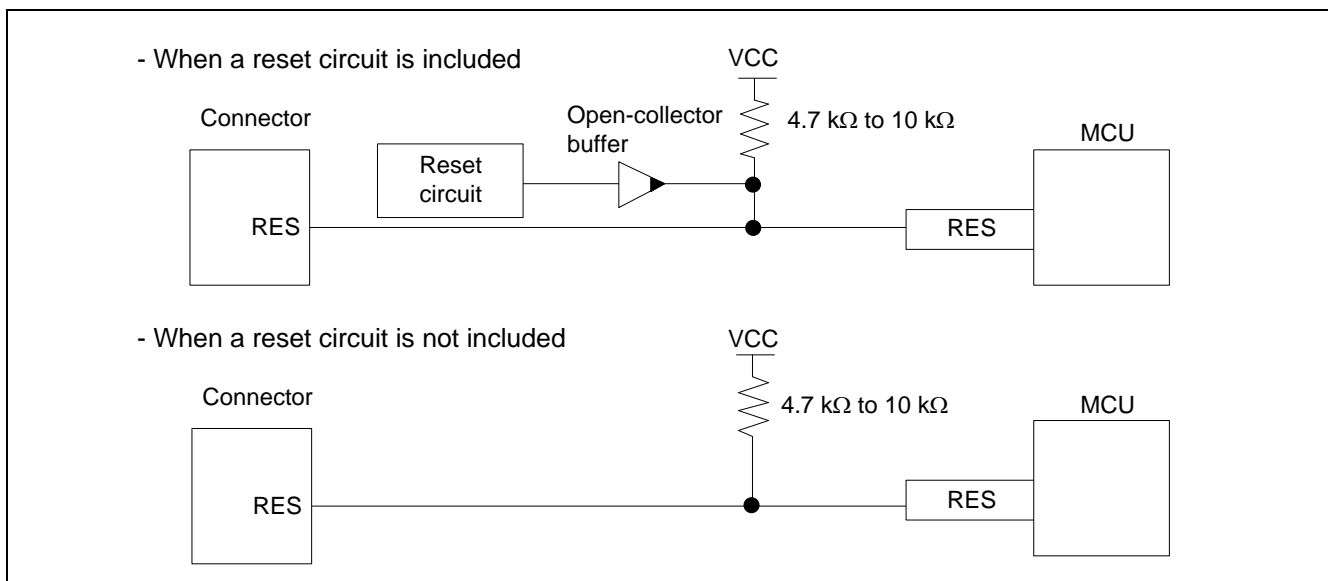 - When a reset circuit is included
VCC
Connector
Open-collector
buffer
4.7 kΩ to 10 kΩ
MCU
Reset
circuit
RES
RES
- When a reset circuit is not included
VCC
Connector
4.7 kΩ to 10 kΩ
MCU
RES
RES